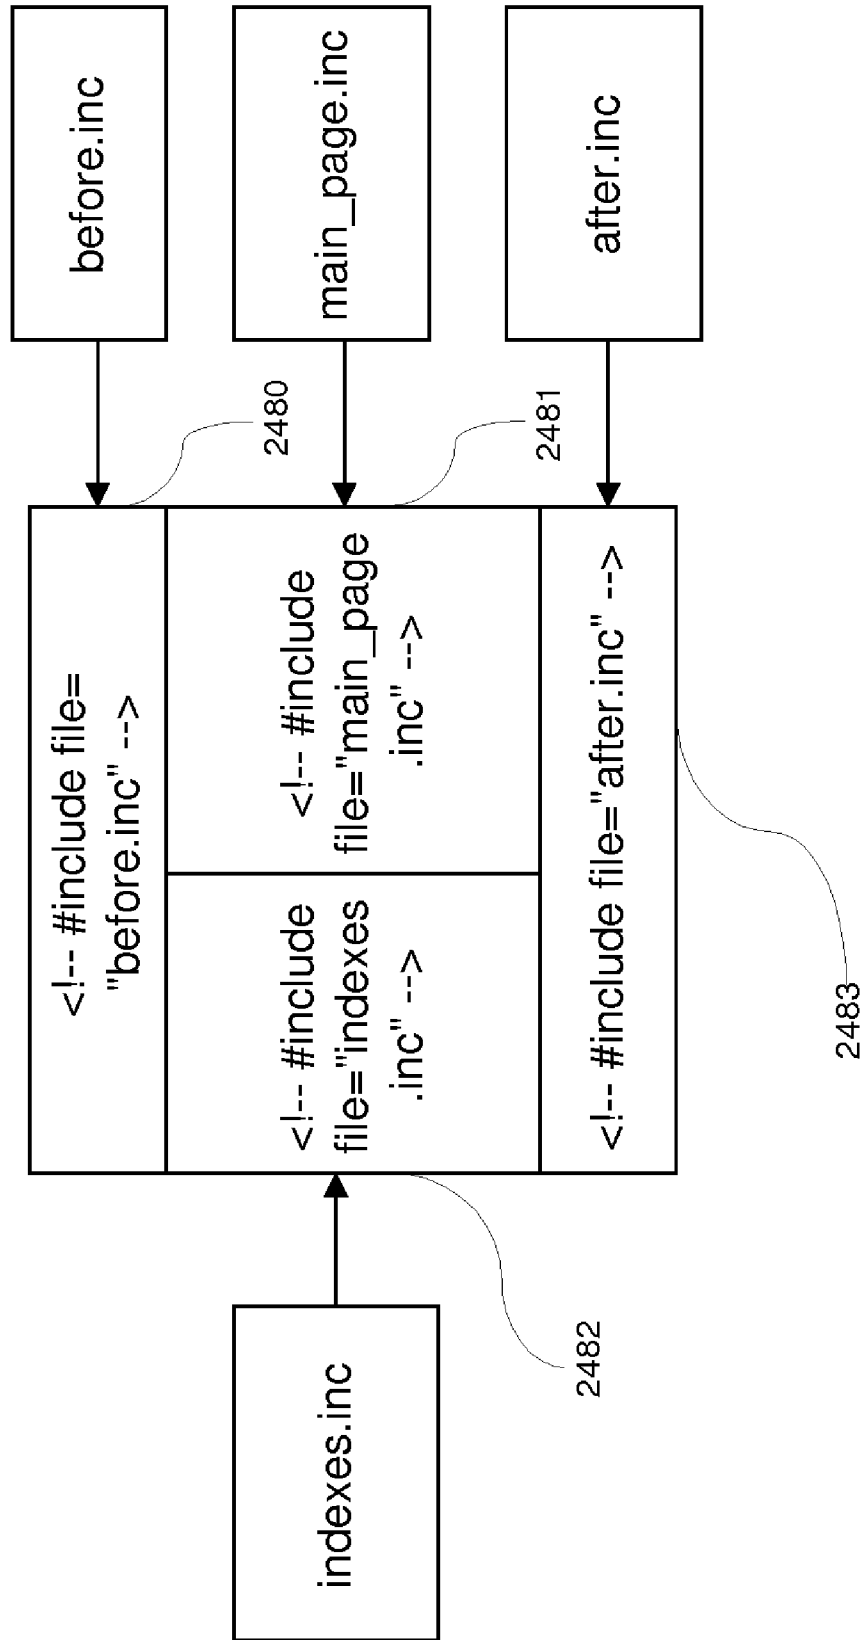 <!-- #include file=
"before.inc" -->
before.inc
2480
indexes.inc
<!-- #include
file="indexes
.inc" -->
<!-- #include
file="main_page
.inc" -->
main_page.inc
2481
2482
<!-- #include file="after.inc" -->
after.inc
2483